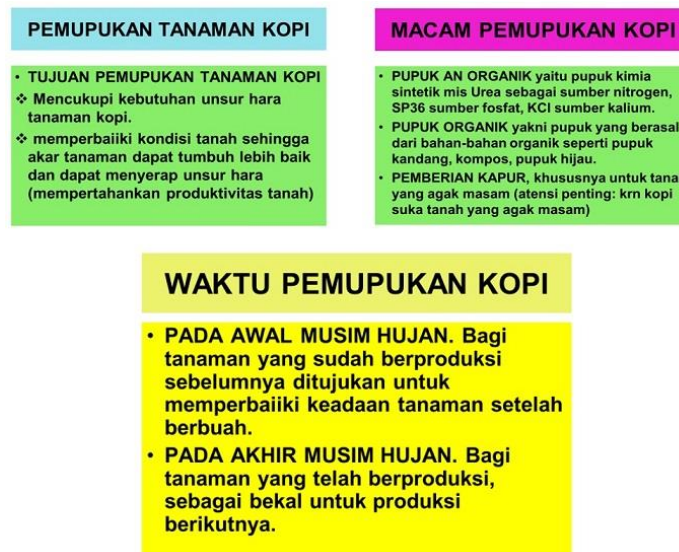 PEMUPUKAN TANAMAN KOPI
• TUJUAN PEMUPUKAN TANAMAN KOPI
❖ Mencukupi kebutuhan unsur hara
tanaman kopi.
❖ memperbaiiki kondisi tanah sehingga
akar tanaman dapat tumbuh lebih baik
dan dapat menyerap unsur hara
(mempertahankan produktivitas tanah)
MACAM PEMUPUKAN KOPI
• PUPUK AN ORGANIK yaitu pupuk kimia
sintetik mis Urea sebagai sumber nitrogen,
SP36 sumber fosfat, KCl sumber kalium.
• PUPUK ORGANIK yakni pupuk yang berasal
dari bahan-bahan organik seperti pupuk
kandang, kompos, pupuk hijau.
• PEMBERIAN KAPUR, khususnya untuk tana
yang agak masam (atensi penting: krn kopi
suka tanah yang agak masam)
WAKTU PEMUPUKAN KOPI
• PADA AWAL MUSIM HUJAN. Bagi
tanaman yang sudah berproduksi
sebelumnya ditujukan untuk
memperbaiiki keadaan tanaman setelah
berbuah.
• PADA AKHIR MUSIM HUJAN. Bagi
tanaman yang telah berproduksi,
sebagai bekal untuk produksi
berikutnya.